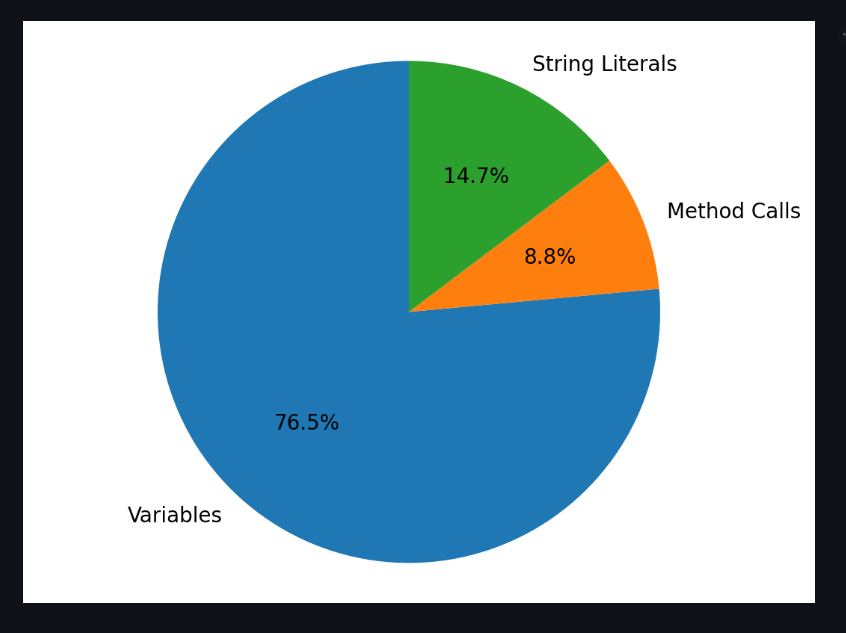 String Literals
14.7%
Method Calls
8.8%
76.5%
Variables